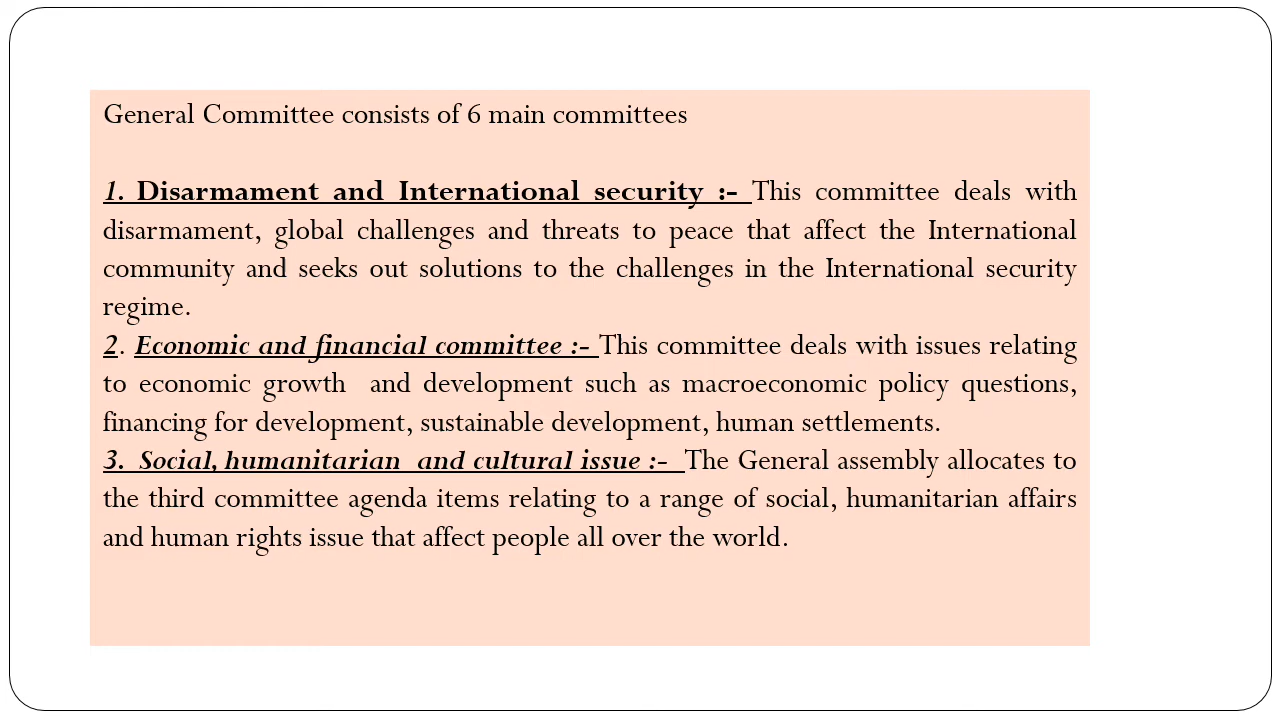 General Committee consists of 6 main committees
1. Disarmament and International security :- This committee deals with
disarmament, global challenges and threats to peace that affect the International
community and seeks out solutions to the challenges in the International security
regime.
2. Economic and financial committee :- This committee deals with issues relating
to economic growth  and development such as macroeconomic policy questions,
financing for development, sustainable development, human settlements.
3.  Social, humanitarian  and cultural issue :-  The General assembly allocates to
the third committee agenda items relating to a range of social, humanitarian affairs
and human rights issue that affect people all over the world.